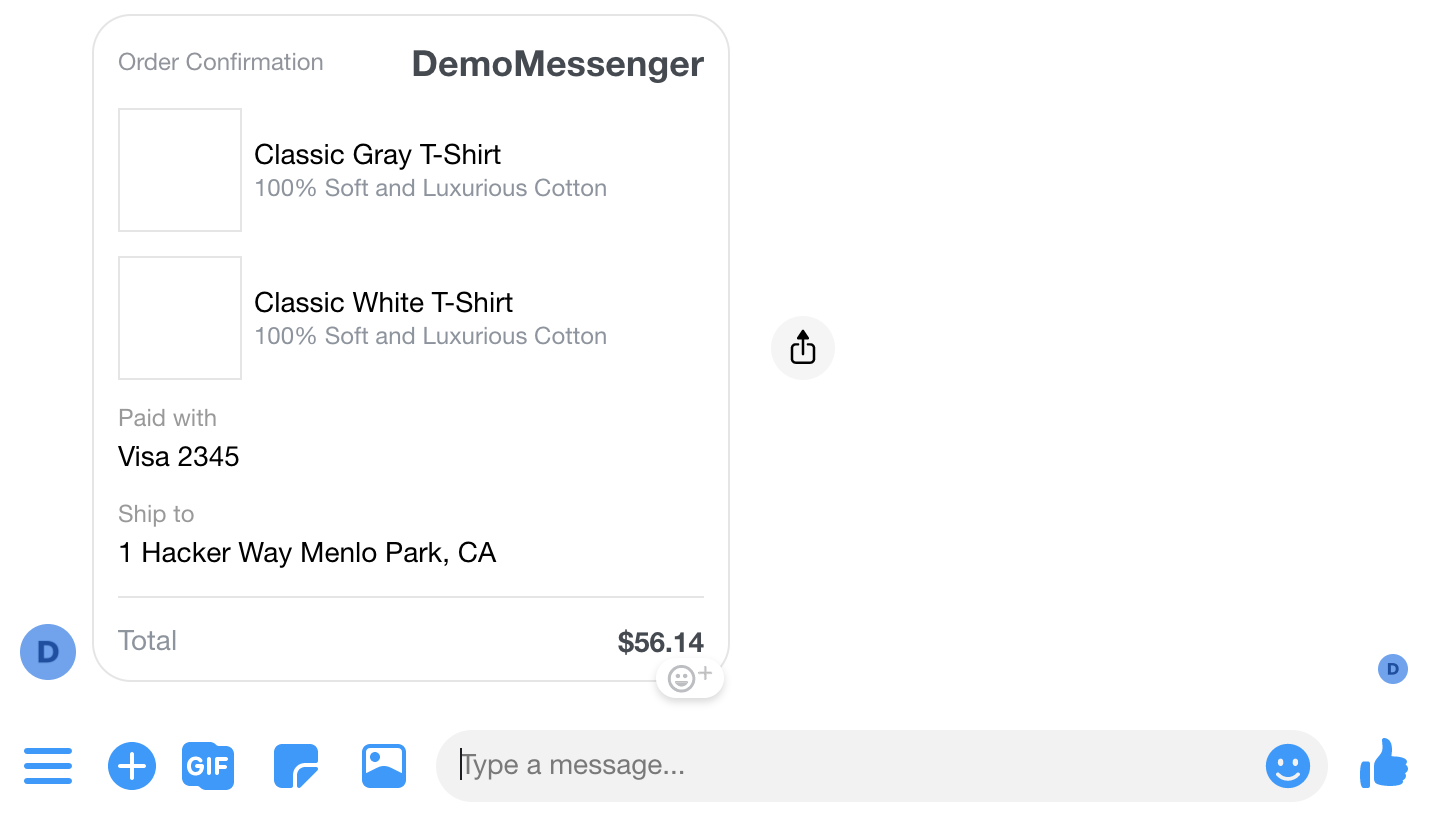 Order Confirmation DemoMessenger
Classic Gray T-Shirt
100% Soft and Luxurious Cotton
Classic White T-Shirt
100% Soft and Luxurious Cotton
Paid with
Visa 2345
Ship to
1 Hacker Way Menlo Park, CA
Total $56.14
D
D
GIF Type a message...